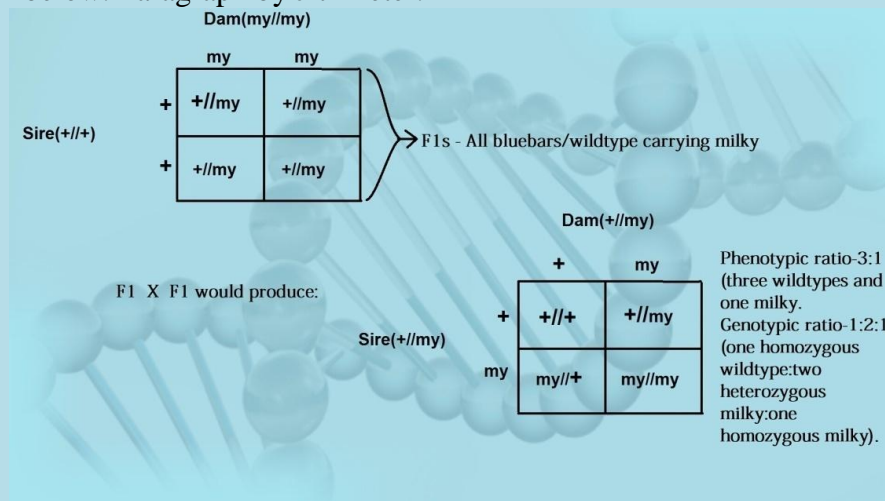 Dam(my//my)
my my
+ +//my +//my
Sire(+//+)
F1s - All bluebars/wildtype carrying milky
+ +//my +//my
Dam(+//my)
+ my
Phenotypic ratio-3:1
(three wildtypes and
one milky.
Genotypic ratio-1:2:1
(one homozygous
wildtype:two
heterozygous
milky:one
homozygous milky).
F1 X F1 would produce:
+ +//+ +//my
Sire(+//my)
my my//+ my//my